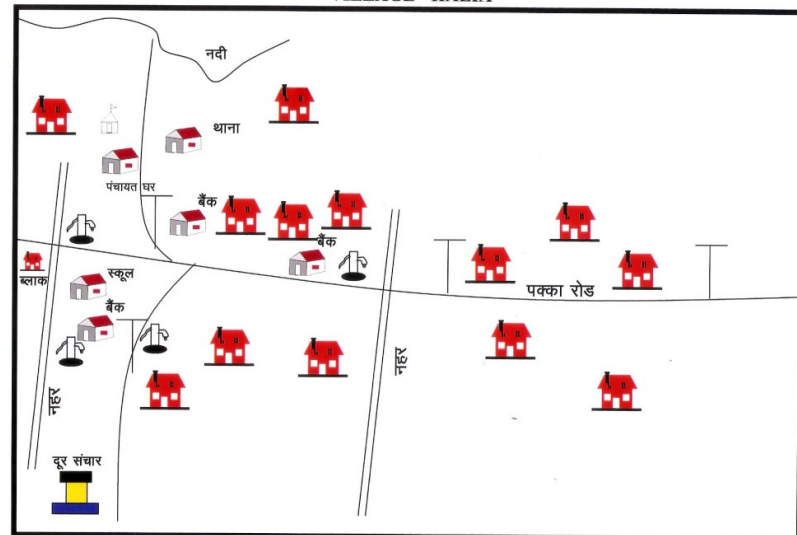 नदी
थाना
पंचायत घर
बैंक
बैंक
ब्लाक
स्कूल
पक्का रोड
बैंक
नहर
नहर
दूर संचार